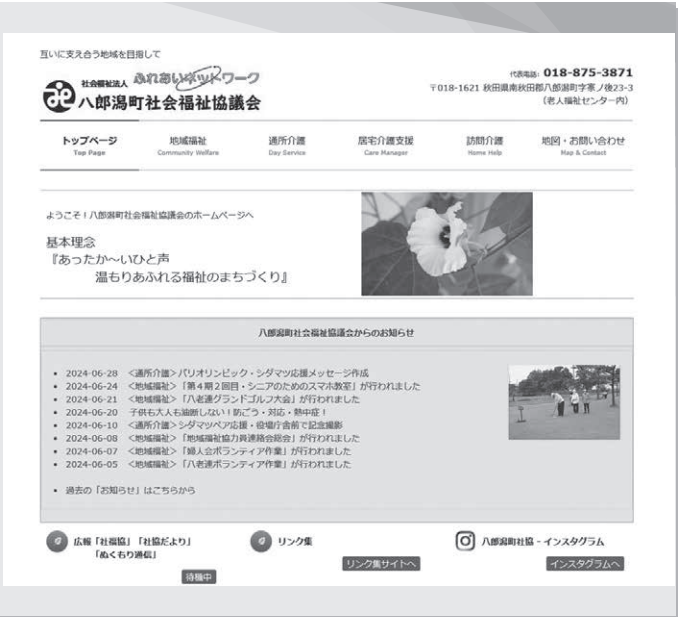 互いに支え合う地域を目指して
社会福祉法人 ふれあいネットワーク
八郎潟町社会福祉協議会
代表電話: 018-875-3871
〒018-1621 秋田県南秋田郡八郎潟町字家ノ後23-3
（老人福祉センター内）
トップページ 地域福祉 通所介護 居宅介護支援 訪問介護 地図・お問い合わせ
Top Page Community Welfare Day Service Care Manager Home Help Map & Contact
ようこそ！八郎潟町社会福祉協議会のホームページへ
基本理念
『あったか～いひと声
温もりあふれる福祉のまちづくり』
八郎潟町社会福祉協議会からのお知らせ
• 2024-06-28 ＜通所介護＞パリオリンピック・シダマツ応援メッセージ作成
• 2024-06-24 ＜地域福祉＞「第４期２回目・シニアのためのスマホ教室」が行われました
• 2024-06-21 ＜地域福祉＞「八老連グランドゴルフ大会」が行われました
• 2024-06-20 子供も大人も油断しない！防ごう・対応・熱中症！
• 2024-06-10 ＜通所介護＞シダマツペア応援・役場庁舎前で記念撮影
• 2024-06-08 ＜地域福祉＞「地域福祉協力員連絡会総会」が行われました
• 2024-06-07 ＜地域福祉＞「婦人会ボランティア作業」が行われました
• 2024-06-05 ＜地域福祉＞「八老連ボランティア作業」が行われました
• 過去の「お知らせ」はこちらから
広報「社福協」「社協だより」 リンク集 八郎潟町社協 - インスタグラム
「ぬくもり通信」
リンク集サイトへ インスタグラムへ
待機中